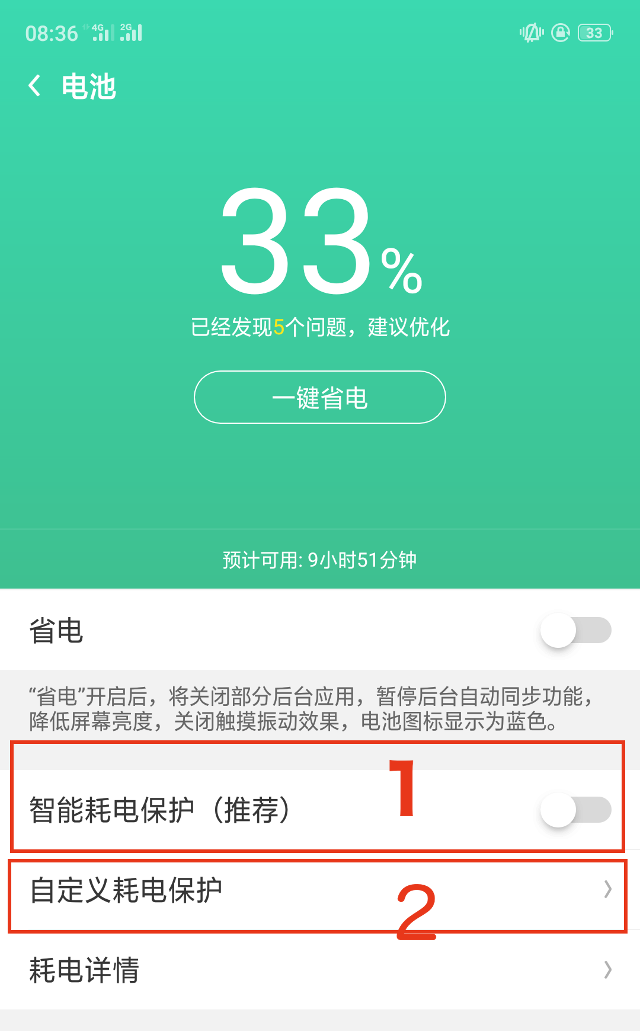 08:36 4G 2G 33
电池
33%
已经发现5个问题，建议优化
一键省电
预计可用: 9小时51分钟
省电
“省电”开启后，将关闭部分后台应用，暂停后台自动同步功能，
降低屏幕亮度，关闭触摸振动效果，电池图标显示为蓝色。
1
智能耗电保护（推荐）
自定义耗电保护
2
耗电详情